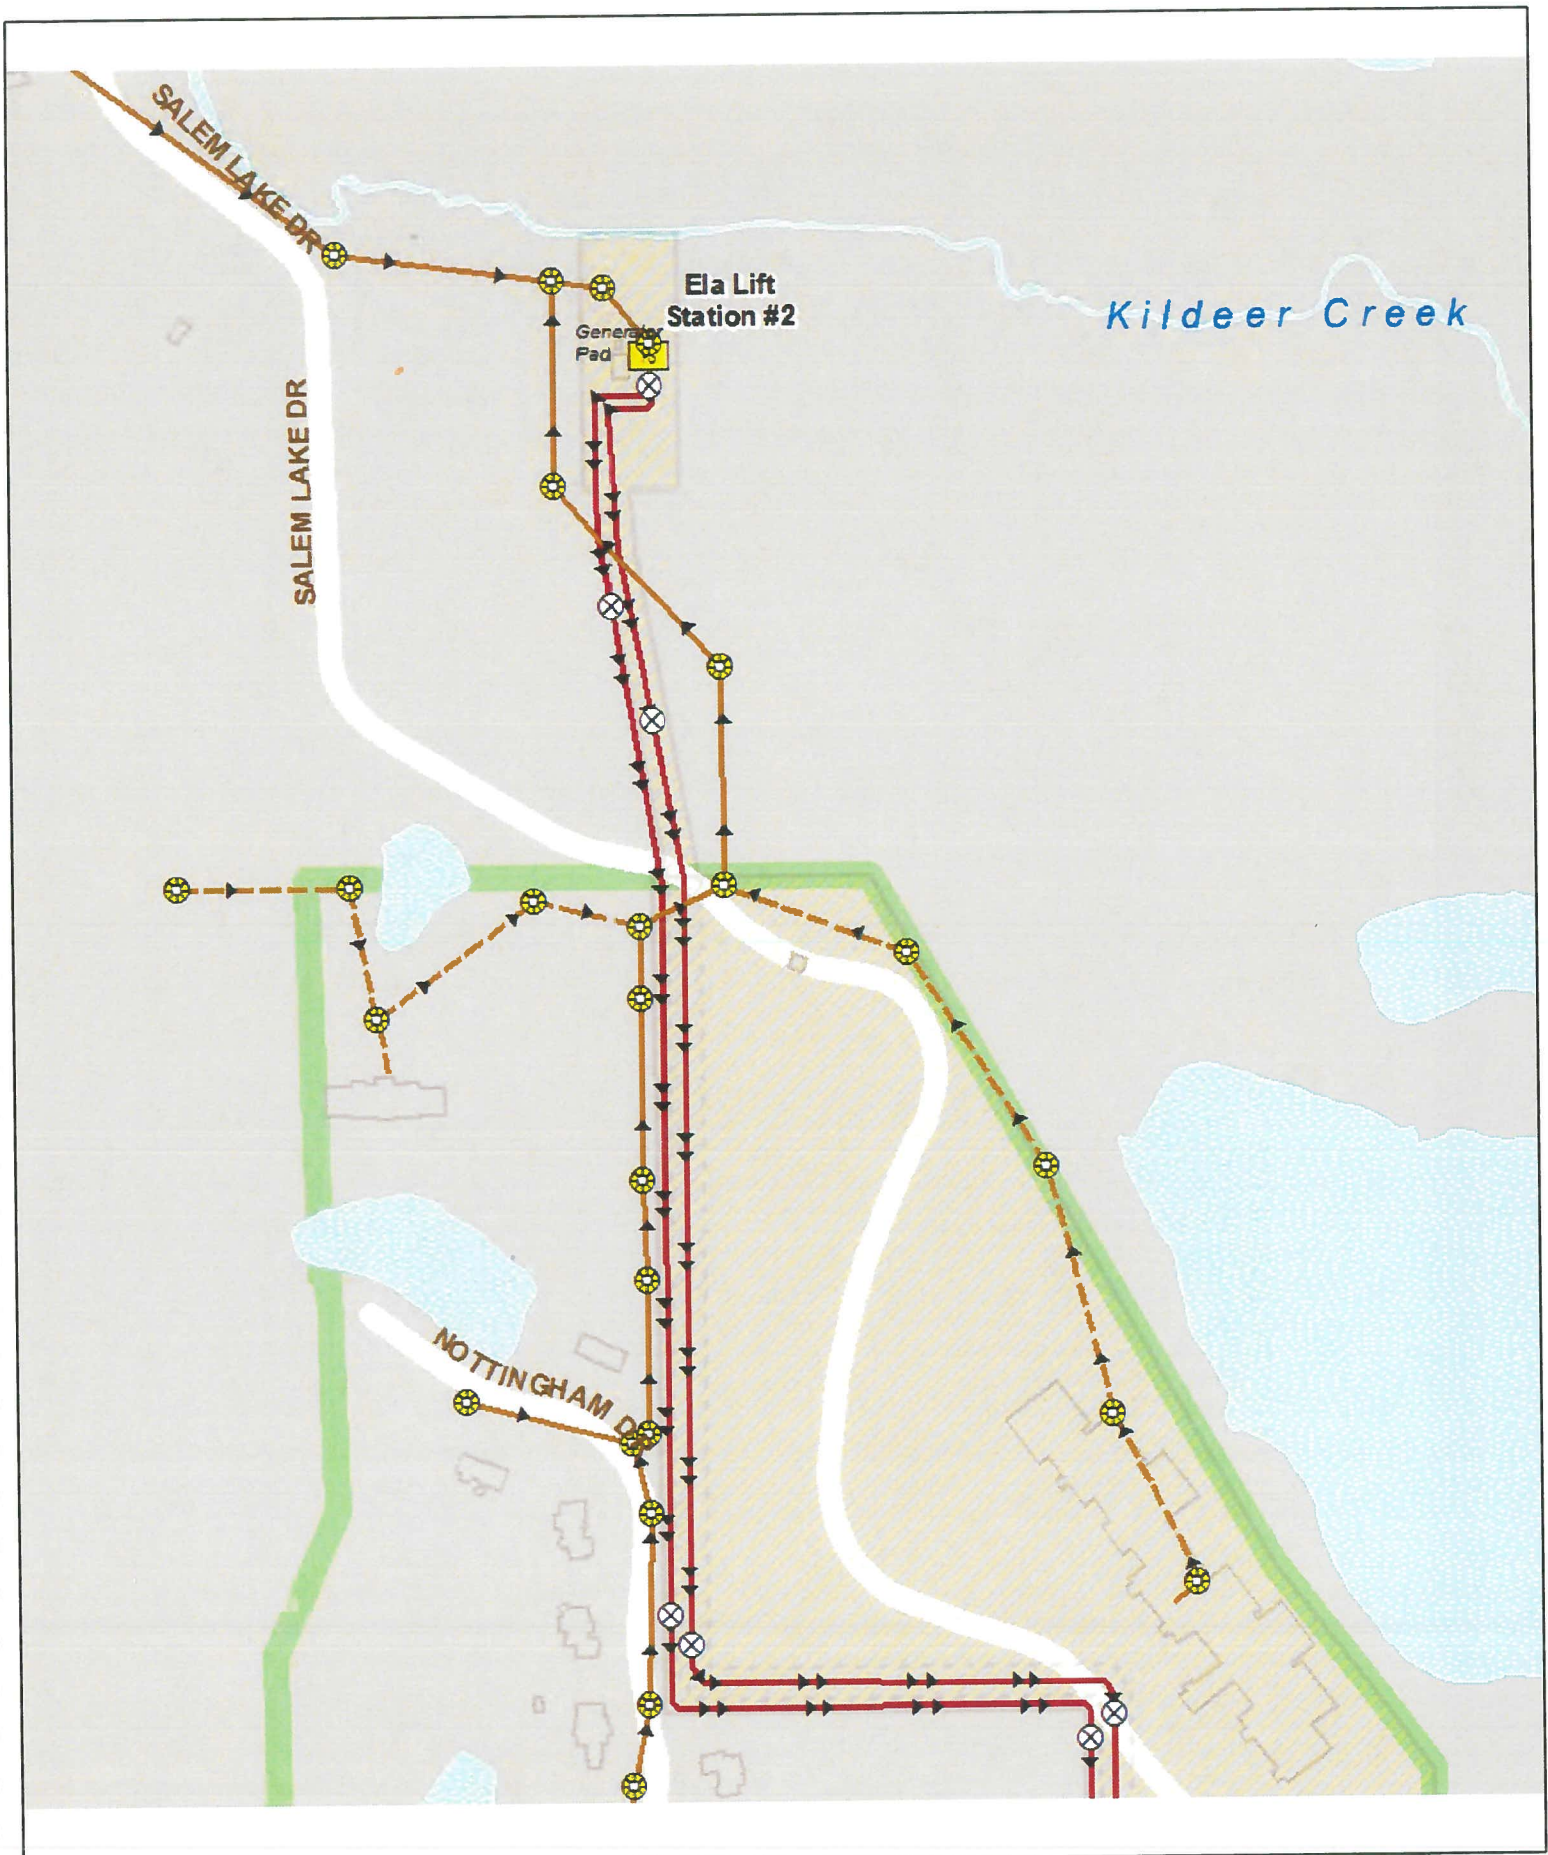 SALEM LAKE DR
Ela Lift
Station #2
Generator
Pad
Kildeer Creek
SALEM LAKE DR
NOTTINGHAM DR